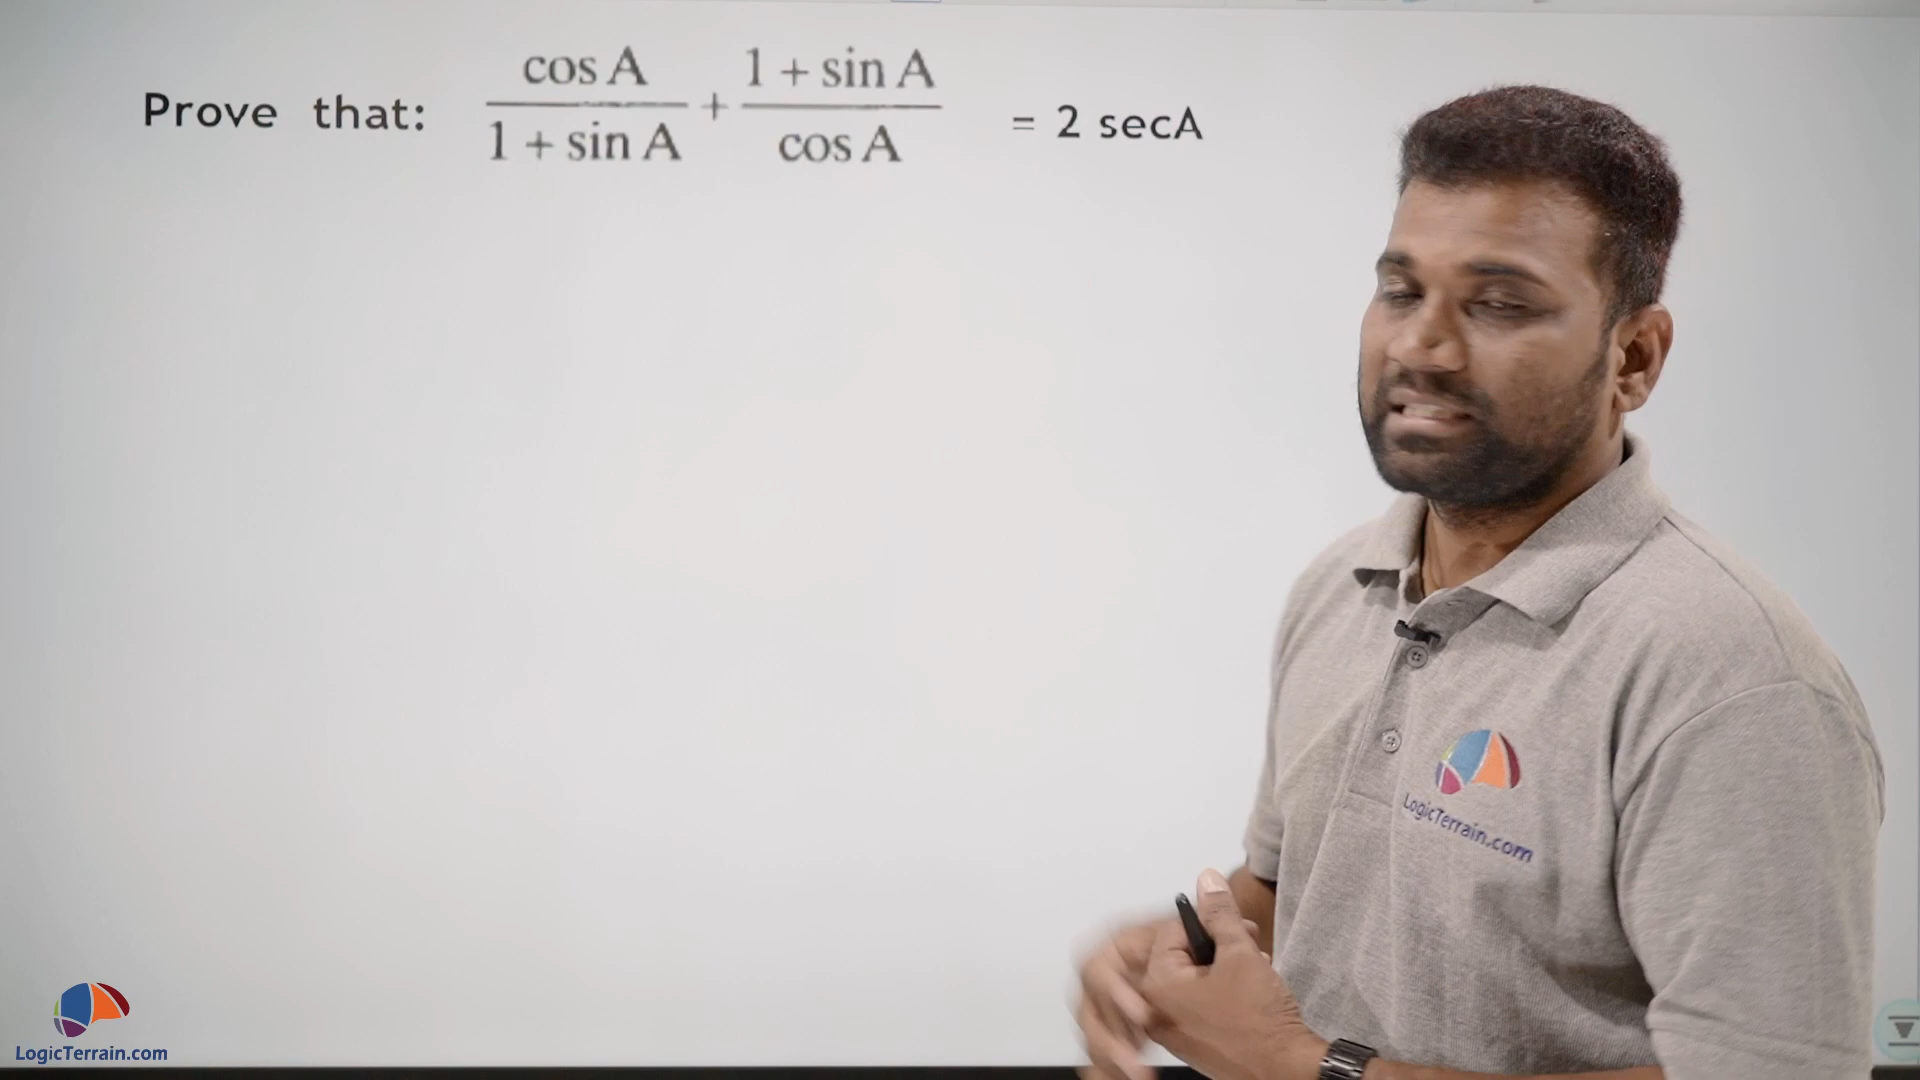 Prove that: cos A / 1 + sin A + 1 + sin A / cos A = 2 secA
LogicTerrain.com
LogicTerrain.com